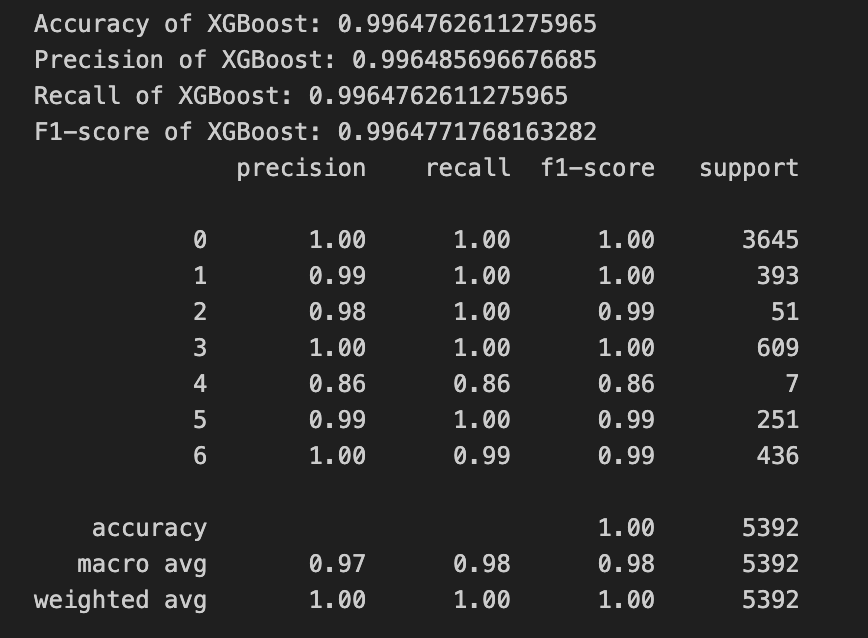 Accuracy of XGBoost: 0.9964762611275965
Precision of XGBoost: 0.996485696676685
Recall of XGBoost: 0.9964762611275965
F1-score of XGBoost: 0.9964771768163282
precision recall f1-score support
0 1.00 1.00 1.00 3645
1 0.99 1.00 1.00 393
2 0.98 1.00 0.99 51
3 1.00 1.00 1.00 609
4 0.86 0.86 0.86 7
5 0.99 1.00 0.99 251
6 1.00 0.99 0.99 436
accuracy 1.00 5392
macro avg 0.97 0.98 0.98 5392
weighted avg 1.00 1.00 1.00 5392